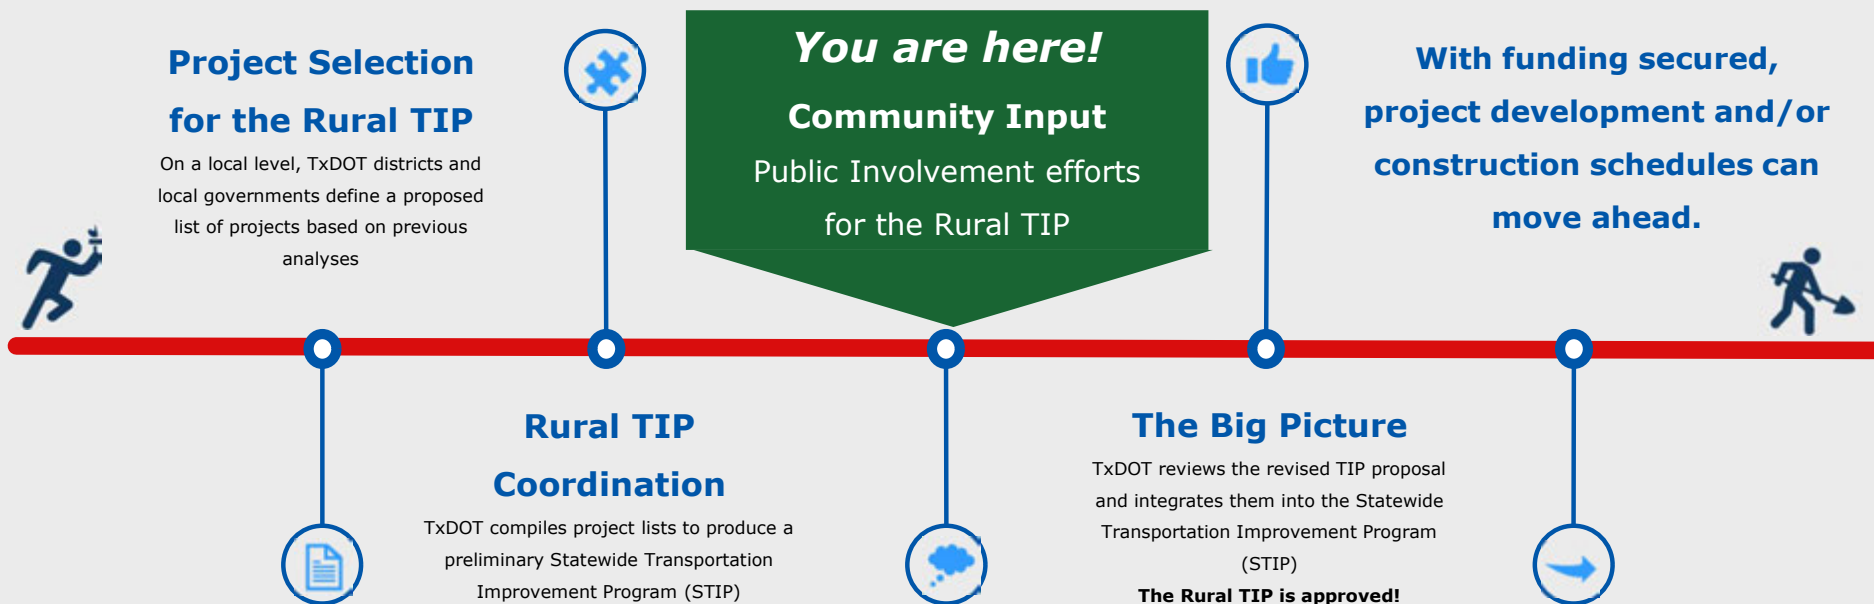 Project Selection
for the Rural TIP
On a local level, TxDOT districts and
local governments define a proposed
list of projects based on previous
analyses
Rural TIP
Coordination
TxDOT compiles project lists to produce a
preliminary Statewide Transportation
Improvement Program (STIP)
You are here!
Community Input
Public Involvement efforts
for the Rural TIP
The Big Picture
TxDOT reviews the revised TIP proposal
and integrates them into the Statewide
Transportation Improvement Program
(STIP)
The Rural TIP is approved!
With funding secured,
project development and/or
construction schedules can
move ahead.